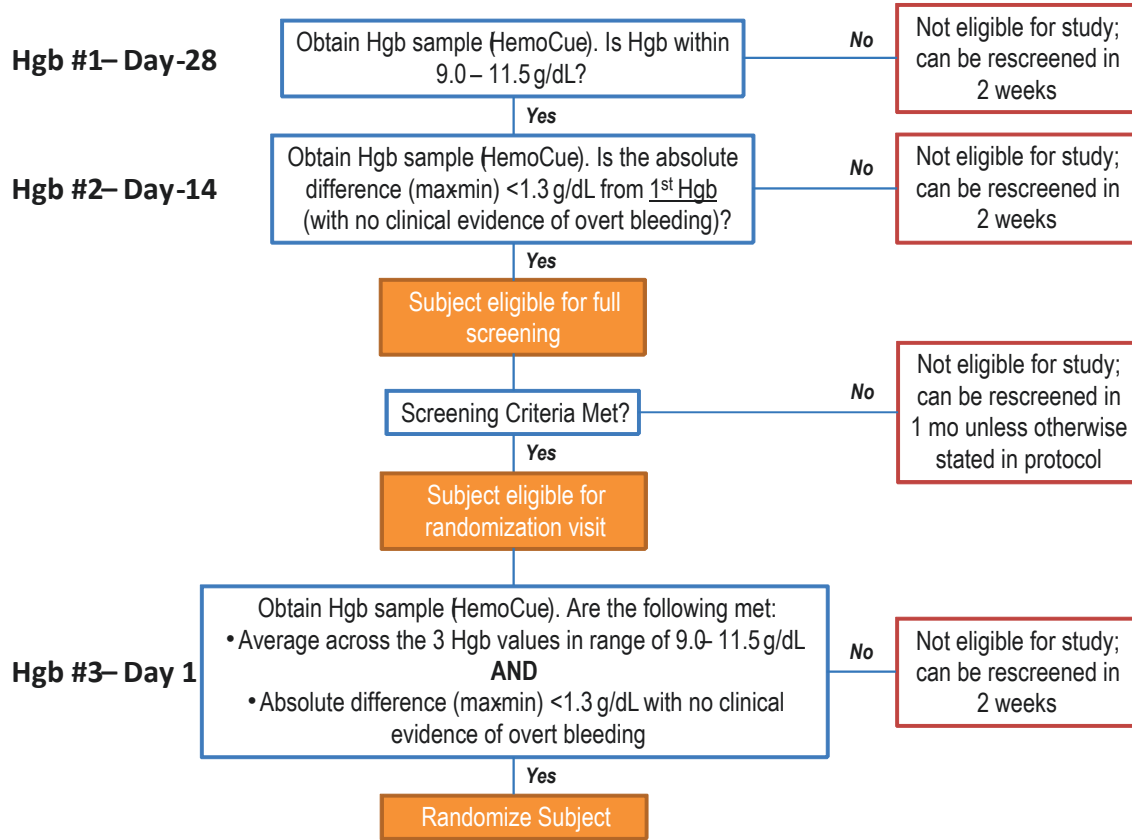 Hgb #1– Day-28
Obtain Hgb sample (HemoCue). Is Hgb within
9.0 – 11.5 g/dL?
No
Not eligible for study;
can be rescreened in
2 weeks
Yes
Hgb #2– Day-14
Obtain Hgb sample (HemoCue). Is the absolute
difference (max-min) <1.3 g/dL from 1st Hgb
(with no clinical evidence of overt bleeding)?
No
Not eligible for study;
can be rescreened in
2 weeks
Yes
Subject eligible for full
screening
Screening Criteria Met?
No
Not eligible for study;
can be rescreened in
1 mo unless otherwise
stated in protocol
Yes
Subject eligible for
randomization visit
Hgb #3– Day 1
Obtain Hgb sample (HemoCue). Are the following met:
• Average across the 3 Hgb values in range of 9.0– 11.5 g/dL
AND
• Absolute difference (max-min) <1.3 g/dL with no clinical
evidence of overt bleeding
No
Not eligible for study;
can be rescreened in
2 weeks
Yes
Randomize Subject